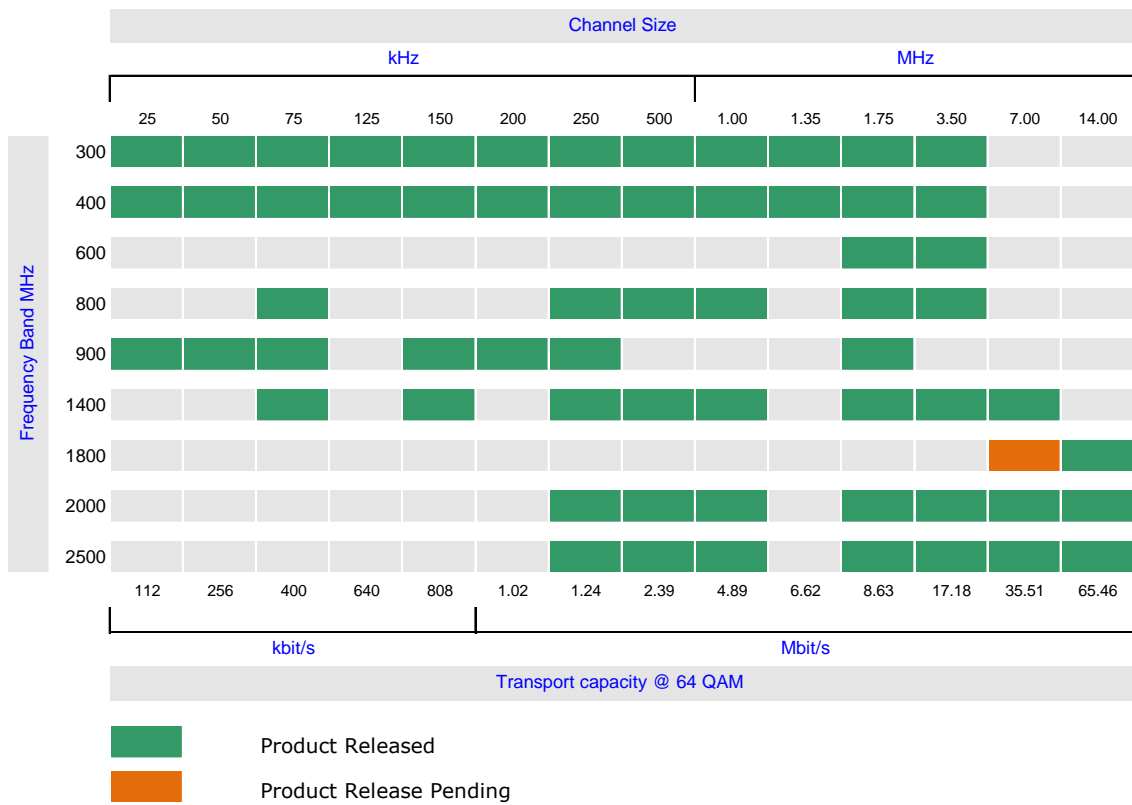 Channel Size
kHz MHz
25 50 75 125 150 200 250 500 1.00 1.35 1.75 3.50 7.00 14.00
Frequency Band MHz
300
400
600
800
900
1400
1800
2000
2500
112 256 400 640 808 1.02 1.24 2.39 4.89 6.62 8.63 17.18 35.51 65.46
kbit/s Mbit/s
Transport capacity @ 64 QAM
Product Released
Product Release Pending